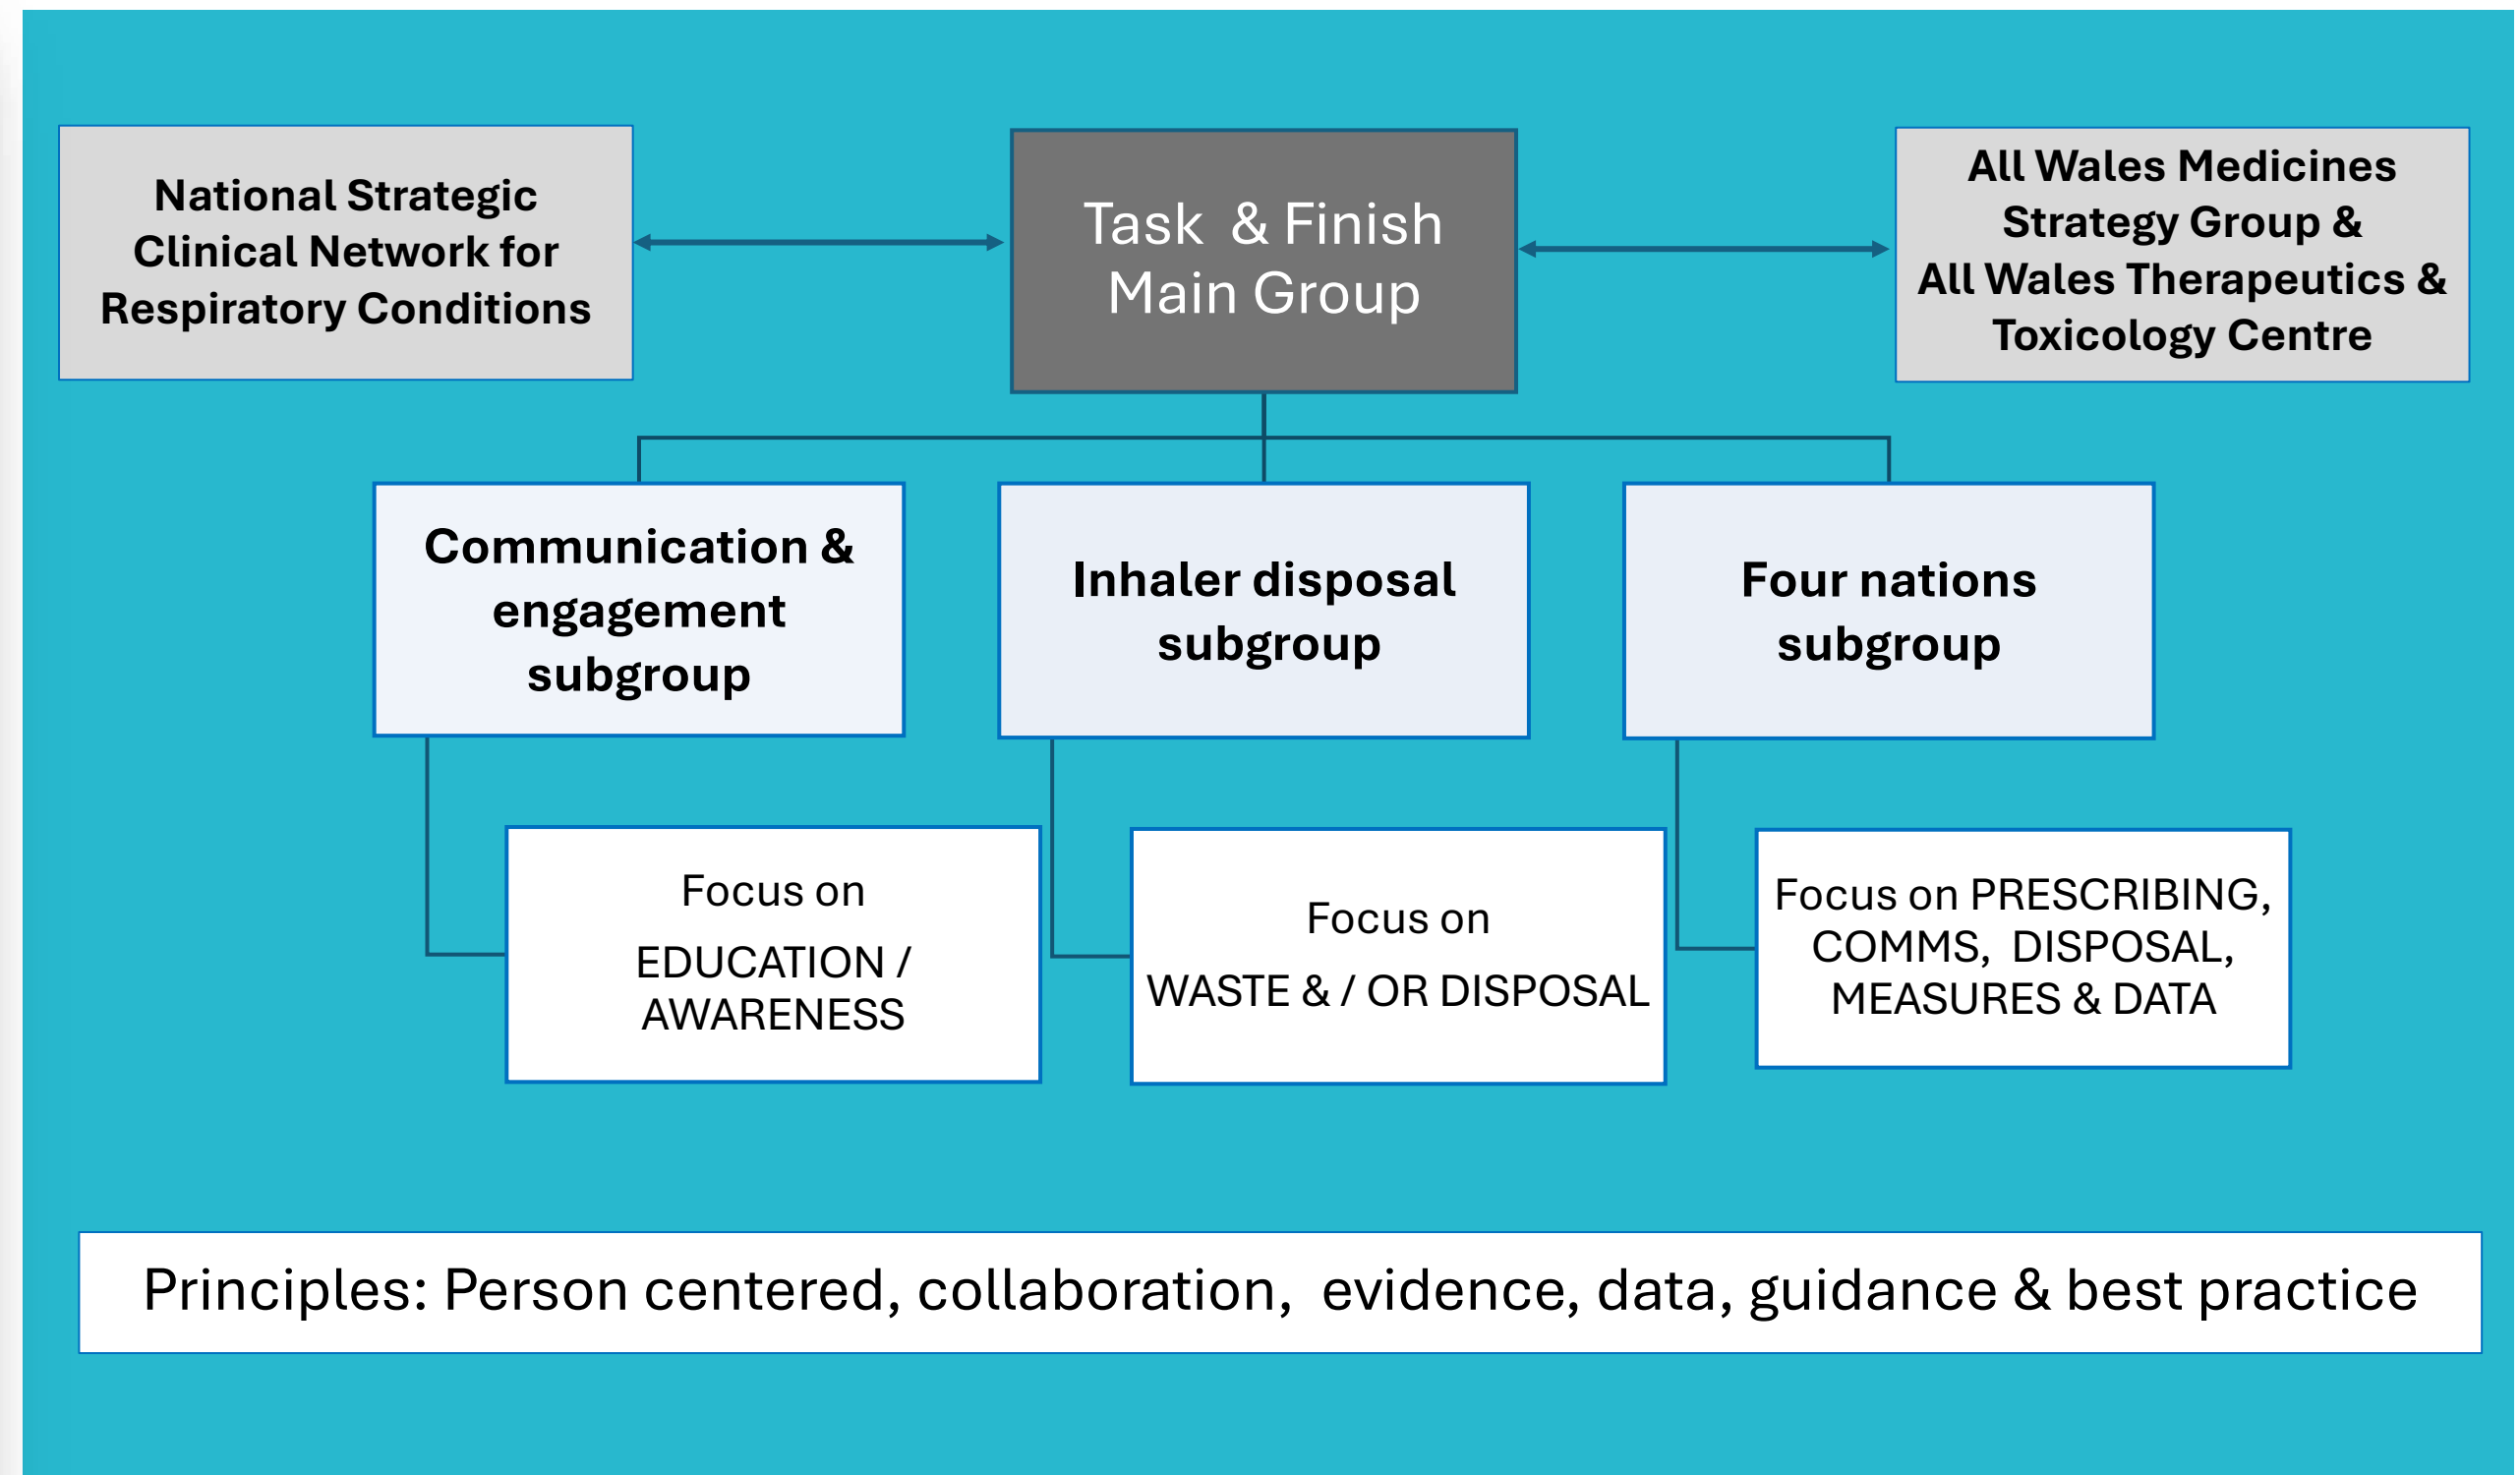 National Strategic
Clinical Network for
Respiratory Conditions
Task  & Finish
Main Group
All Wales Medicines
Strategy Group &
All Wales Therapeutics &
Toxicology Centre
Communication &
engagement
subgroup
Inhaler disposal
subgroup
Four nations
subgroup
Focus on
EDUCATION /
AWARENESS
Focus on
WASTE & / OR DISPOSAL
Focus on PRESCRIBING,
COMMS,  DISPOSAL,
MEASURES & DATA
Principles: Person centered, collaboration,  evidence, data, guidance & best practice